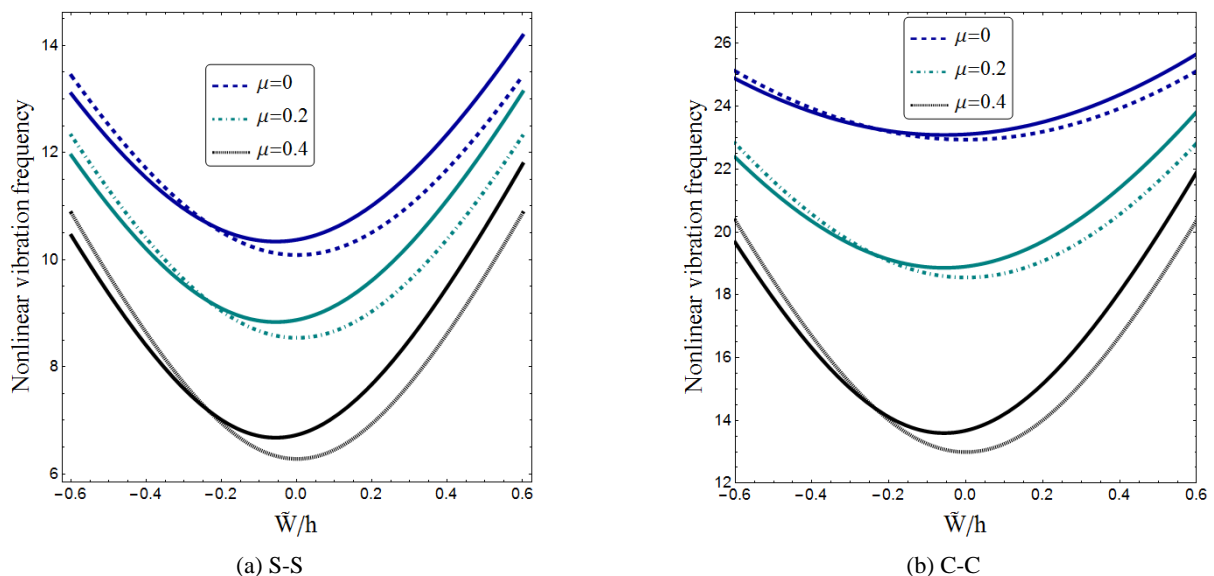 Nonlinear vibration frequency
14
12
10
8
6
μ=0
μ=0.2
μ=0.4
−0.6 −0.4 −0.2 0.0 0.2 0.4 0.6
W̃/h
(a) S-S
Nonlinear vibration frequency
26
24
22
20
18
16
14
12
μ=0
μ=0.2
μ=0.4
−0.6 −0.4 −0.2 0.0 0.2 0.4 0.6
W̃/h
(b) C-C